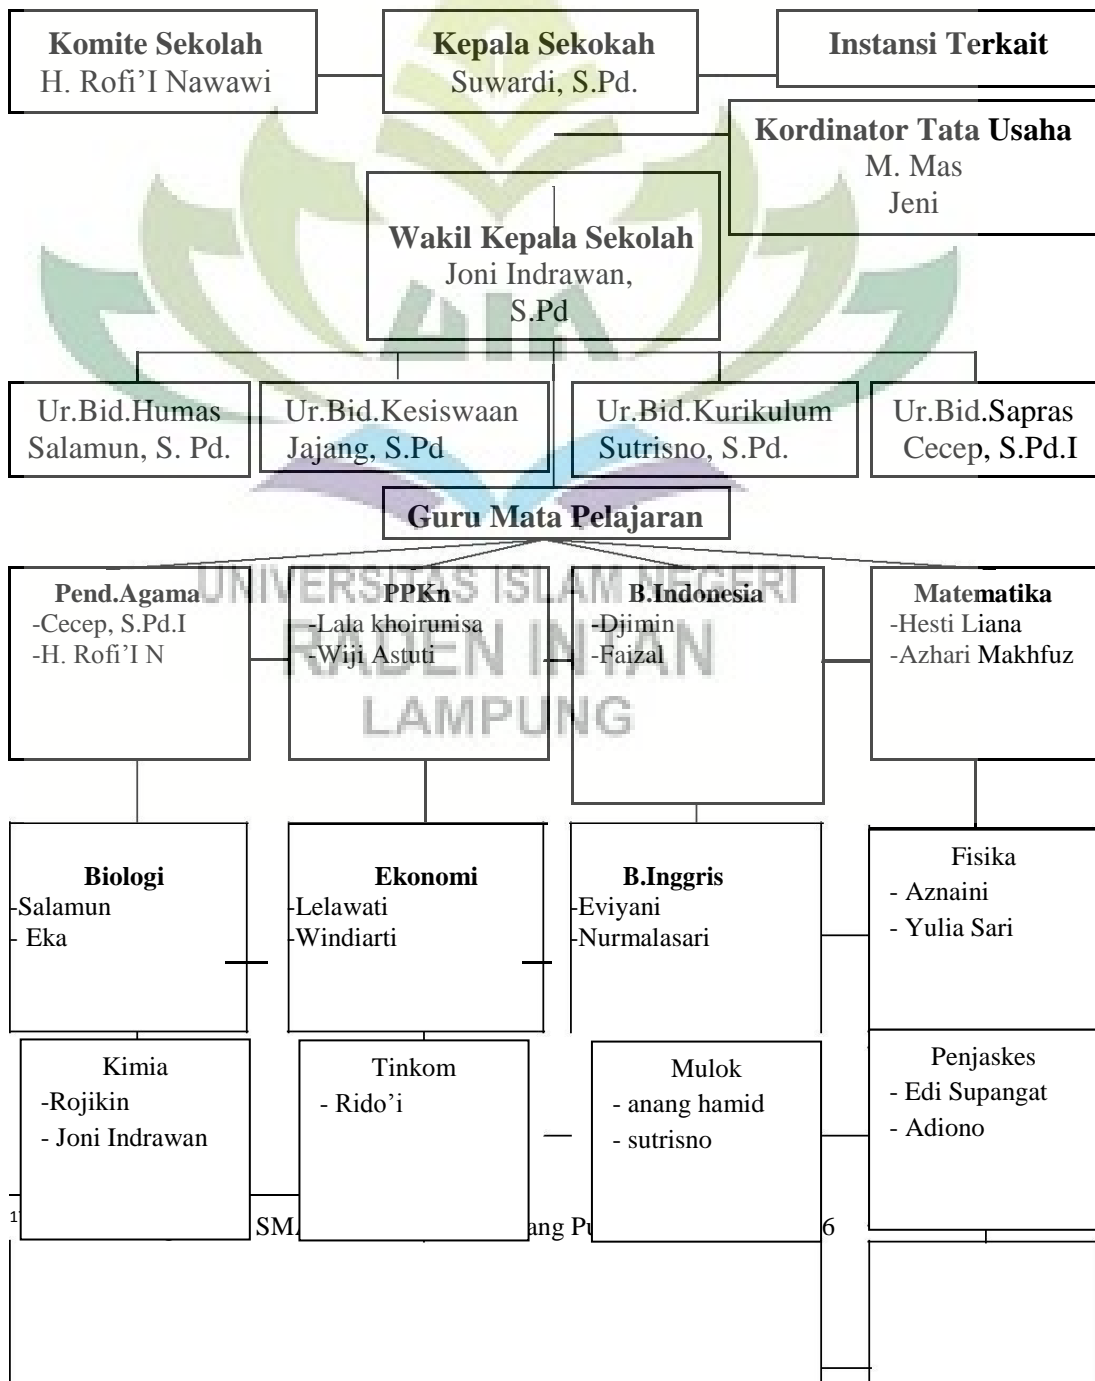 Komite Sekolah
H. Rofi’I Nawawi
Kepala Sekokah
Suwardi, S.Pd.
Instansi Terkait
Kordinator Tata Usaha
M. Mas
Jeni
Wakil Kepala Sekolah
Joni Indrawan,
S.Pd
Ur.Bid.Humas
Salamun, S. Pd.
Ur.Bid.Kesiswaan
Jajang, S.Pd
Ur.Bid.Kurikulum
Sutrisno, S.Pd.
Ur.Bid.Sapras
Cecep, S.Pd.I
Guru Mata Pelajaran
UNIVERSITAS ISLAM NEGERI
RADEN INTAN
LAMPUNG
Pend.Agama
-Cecep, S.Pd.I
-H. Rofi’I N
PPKn
-Lala khoirunisa
-Wiji Astuti
B.Indonesia
-Djimin
-Faizal
Matematika
-Hesti Liana
-Azhari Makhfuz
Biologi
-Salamun
- Eka
Ekonomi
-Lelawati
-Windiarti
B.Inggris
-Eviyani
-Nurmalasari
Fisika
- Aznaini
- Yulia Sari
Kimia
-Rojikin
- Joni Indrawan
Tinkom
- Rido’i
Mulok
- anang hamid
- sutrisno
Penjaskes
- Edi Supangat
- Adiono
SMA ang Pu 6